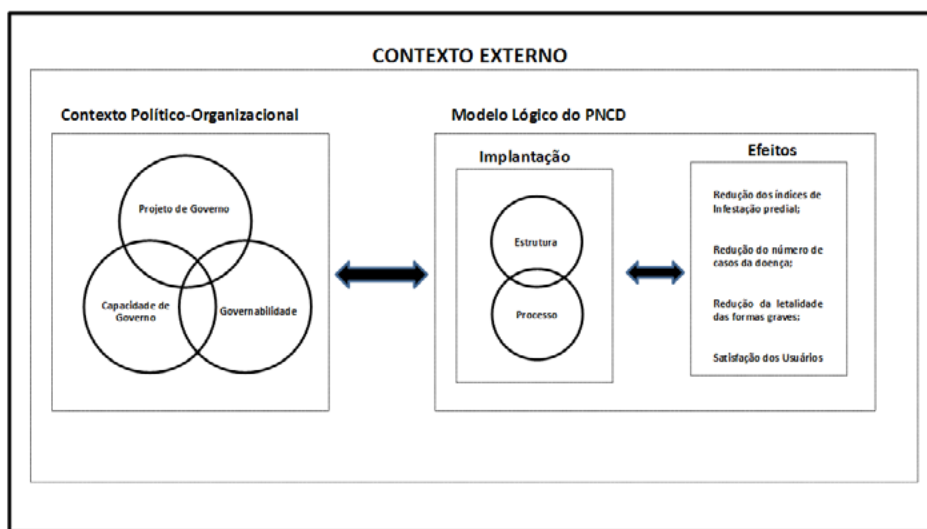 CONTEXTO EXTERNO
Contexto Político-Organizacional
Projeto de Governo
Capacidade de
Governo
Governabilidade
Modelo Lógico do PNCD
Implantação
Estrutura
Processo
Efeitos
Redução dos índices de
Infestação predial;
Redução do número de
casos da doença;
Redução da letalidade
das formas graves;
Satisfação dos Usuários